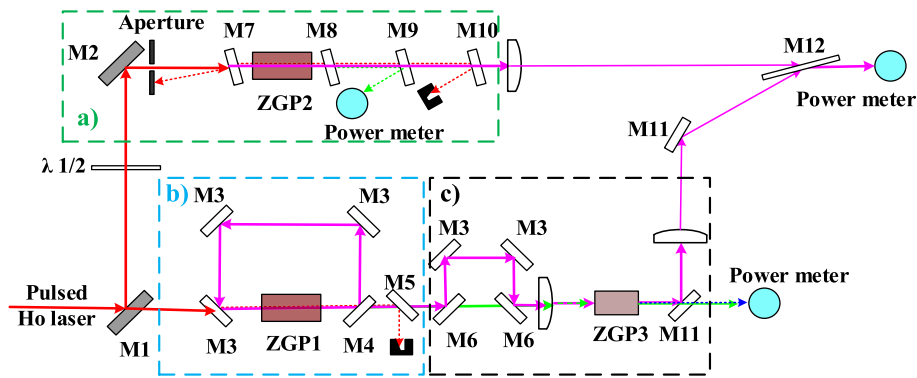 Aperture
M2
M7
M8
M9
M10
M12
ZGP2
a)
Power meter
Power meter
M11
λ 1/2
b)
c)
M3
M3
M3
M3
M5
Power meter
Pulsed
Ho laser
ZGP1
ZGP3
M1
M3
M4
M6
M6
M11